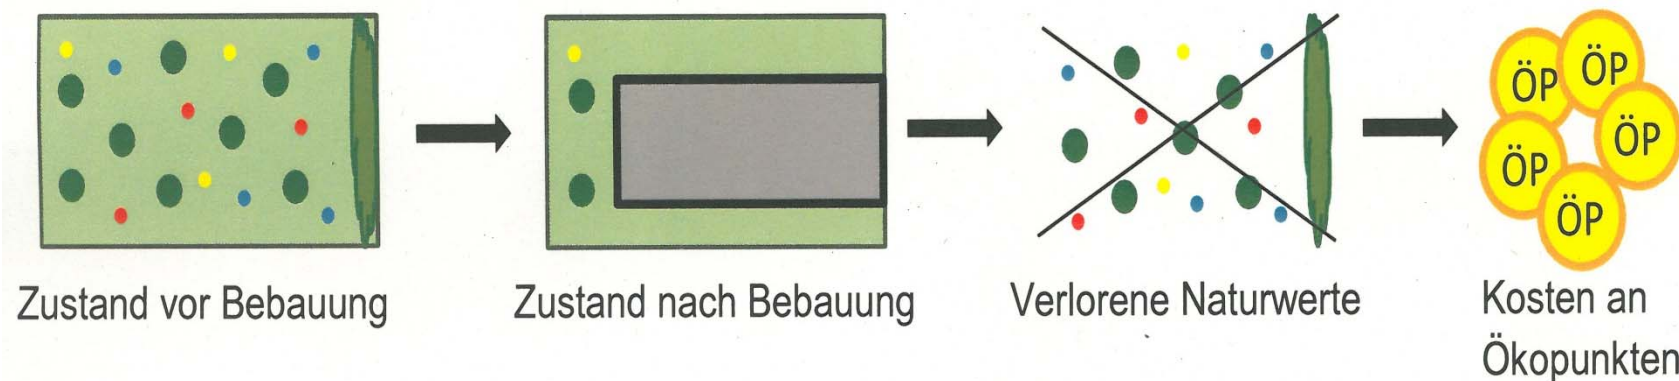 ÖP
ÖP
ÖP
ÖP
ÖP
Zustand vor Bebauung
Zustand nach Bebauung
Verlorene Naturwerte
Kosten an
Ökopunkten